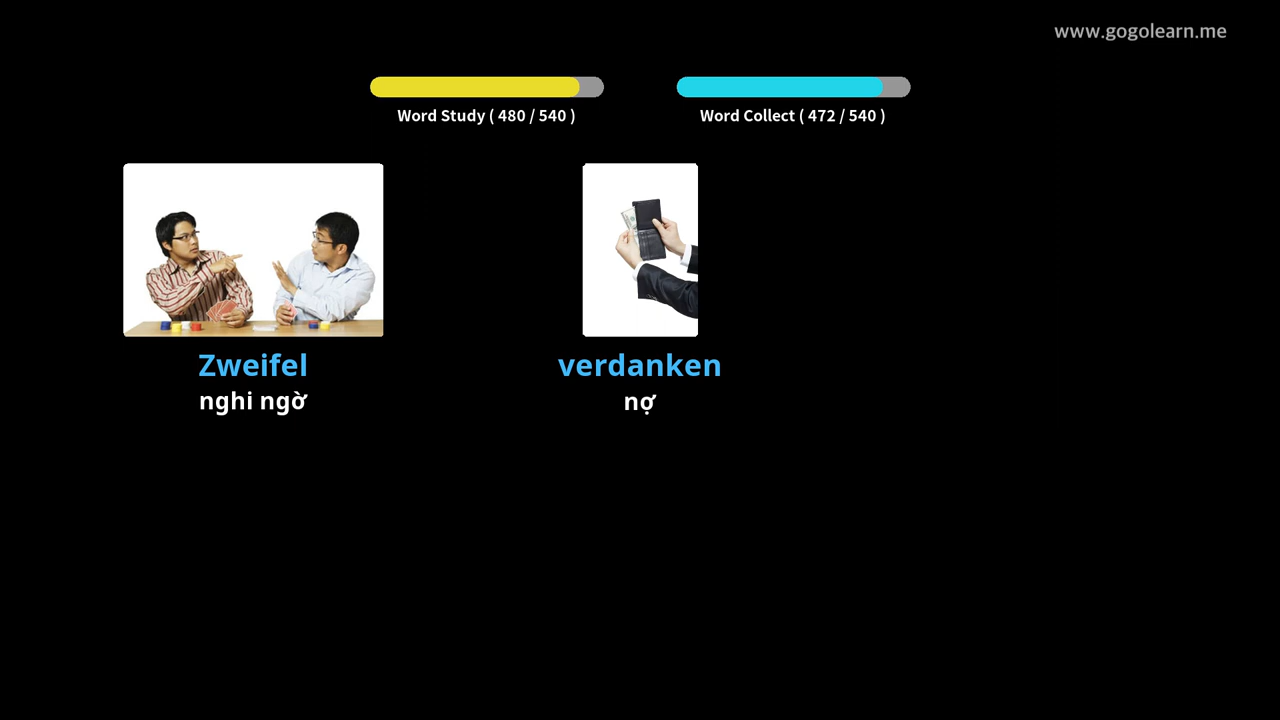 www.gogolearn.me
Word Study ( 480 / 540 )
Word Collect ( 472 / 540 )
Zweifel
nghi ngờ
verdanken
nợ